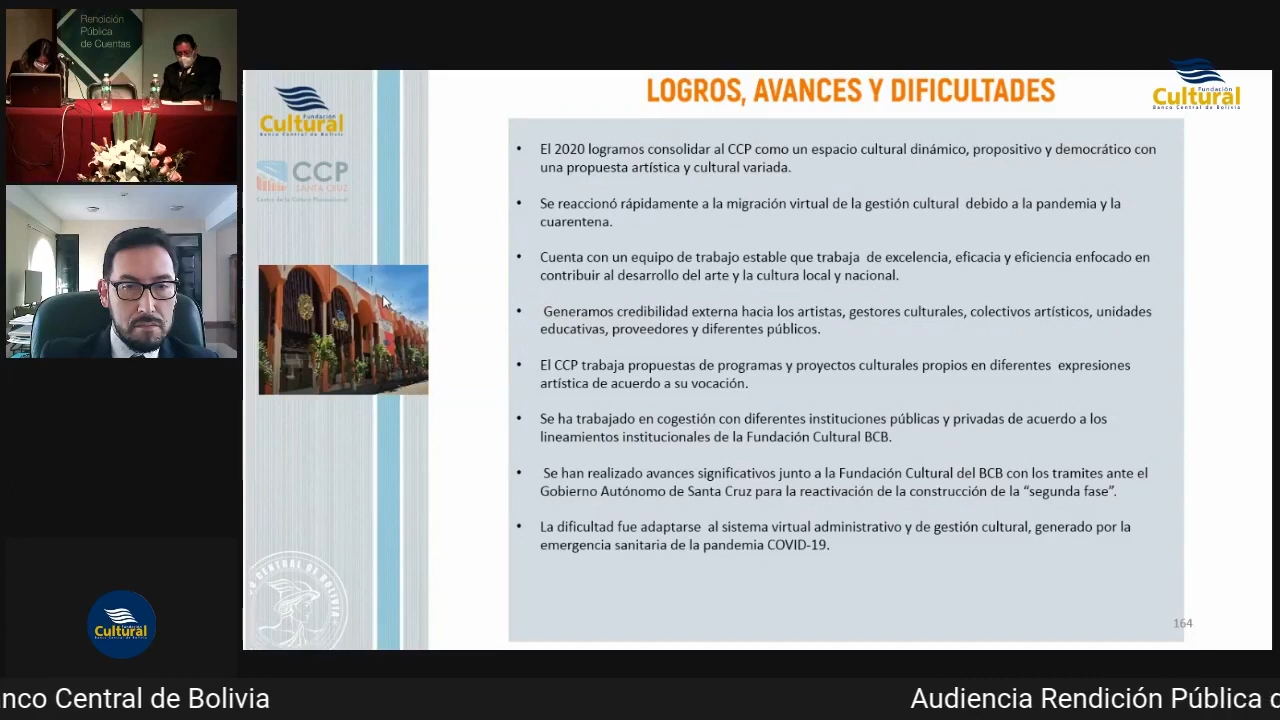 Rendición
Pública
de Cuentas
LOGROS, AVANCES Y DIFICULTADES
Fundación
Cultural
Banco Central de Bolivia
Fundación
Cultural
Banco Central de Bolivia
CCP
SANTA CRUZ
Centro de la Cultura Plurinacional
• El 2020 logramos consolidar al CCP como un espacio cultural dinámico, propositivo y democrático con
una propuesta artística y cultural variada.
• Se reaccionó rápidamente a la migración virtual de la gestión cultural debido a la pandemia y la
cuarentena.
• Cuenta con un equipo de trabajo estable que trabaja de excelencia, eficacia y eficiencia enfocado en
contribuir al desarrollo del arte y la cultura local y nacional.
• Generamos credibilidad externa hacia los artistas, gestores culturales, colectivos artísticos, unidades
educativas, proveedores y diferentes públicos.
• El CCP trabaja propuestas de programas y proyectos culturales propios en diferentes expresiones
artística de acuerdo a su vocación.
• Se ha trabajado en cogestión con diferentes instituciones públicas y privadas de acuerdo a los
lineamientos institucionales de la Fundación Cultural BCB.
• Se han realizado avances significativos junto a la Fundación Cultural del BCB con los tramites ante el
Gobierno Autónomo de Santa Cruz para la reactivación de la construcción de la “segunda fase”.
• La dificultad fue adaptarse al sistema virtual administrativo y de gestión cultural, generado por la
emergencia sanitaria de la pandemia COVID-19.
CENTRAL DE BOLIVIA
164
Fundación
Cultural
nco Central de Bolivia
Audiencia Rendición Pública d